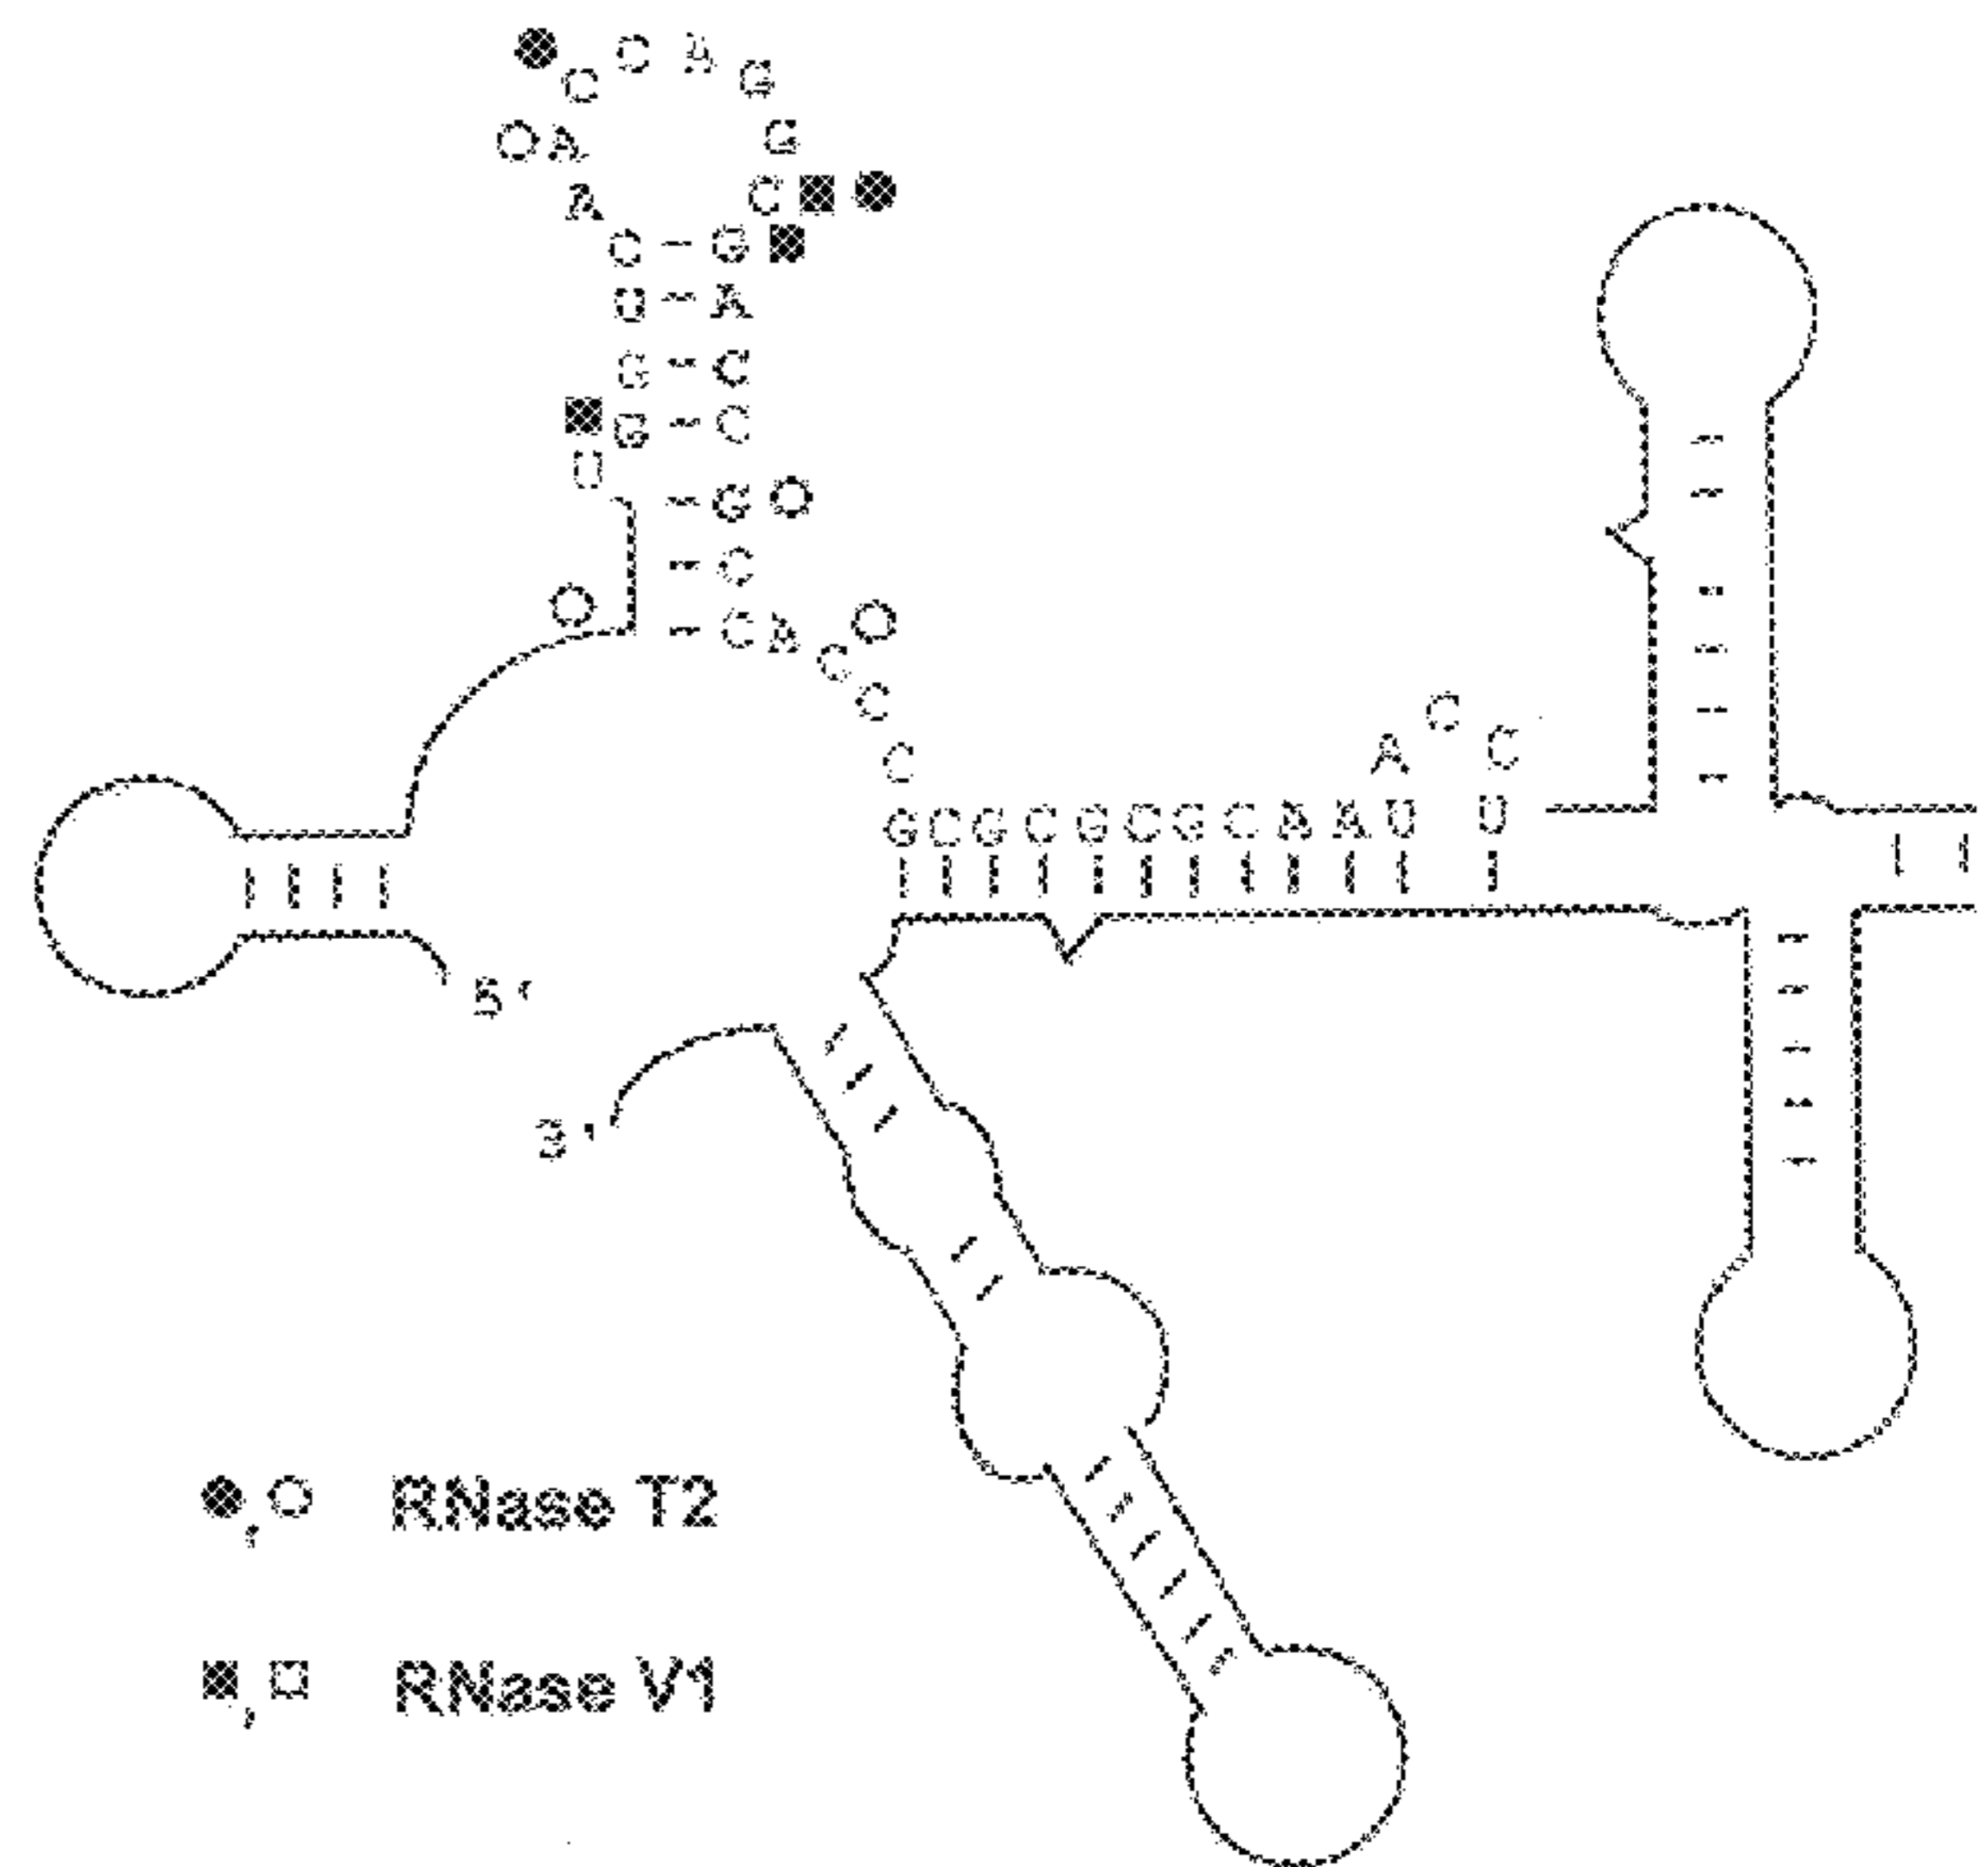 C C A G
A G
A C
C - G
U - A
G - C
G - C
U
- G
- C
- C A C C C
A C C
G C G C G C G C A A U U
5'
3'
RNase T2
RNase V1